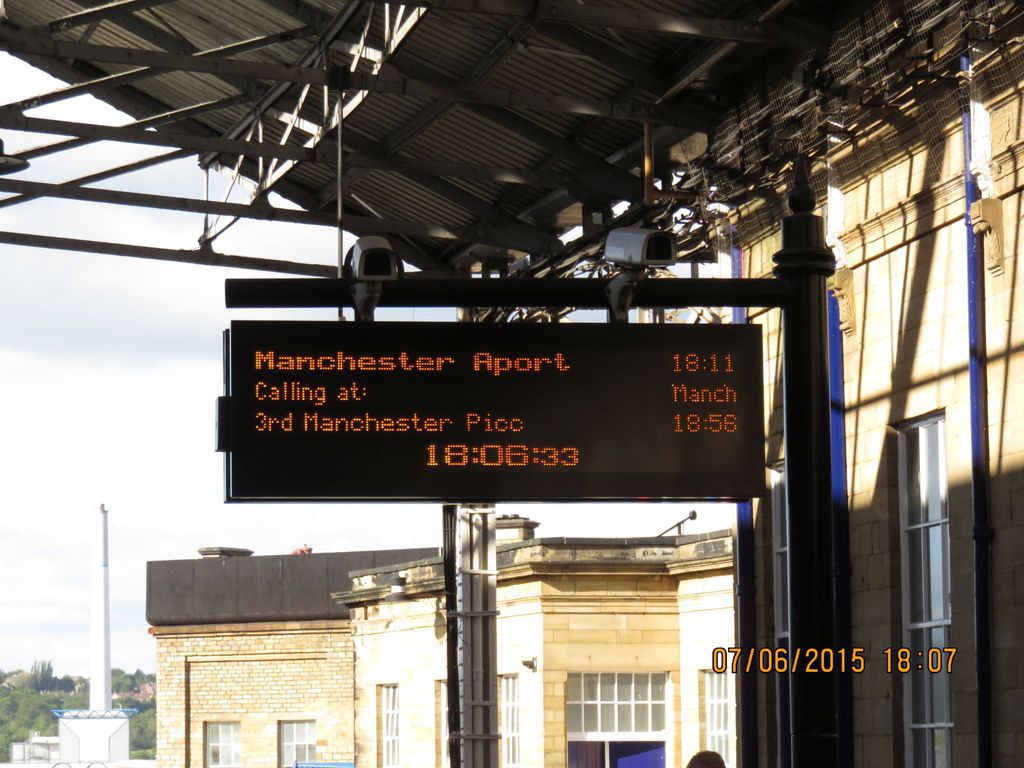 Manchester Aport 18:11
Calling at: Manch
3rd Manchester Picc 18:56
18:06:33
07/06/2015 18:07